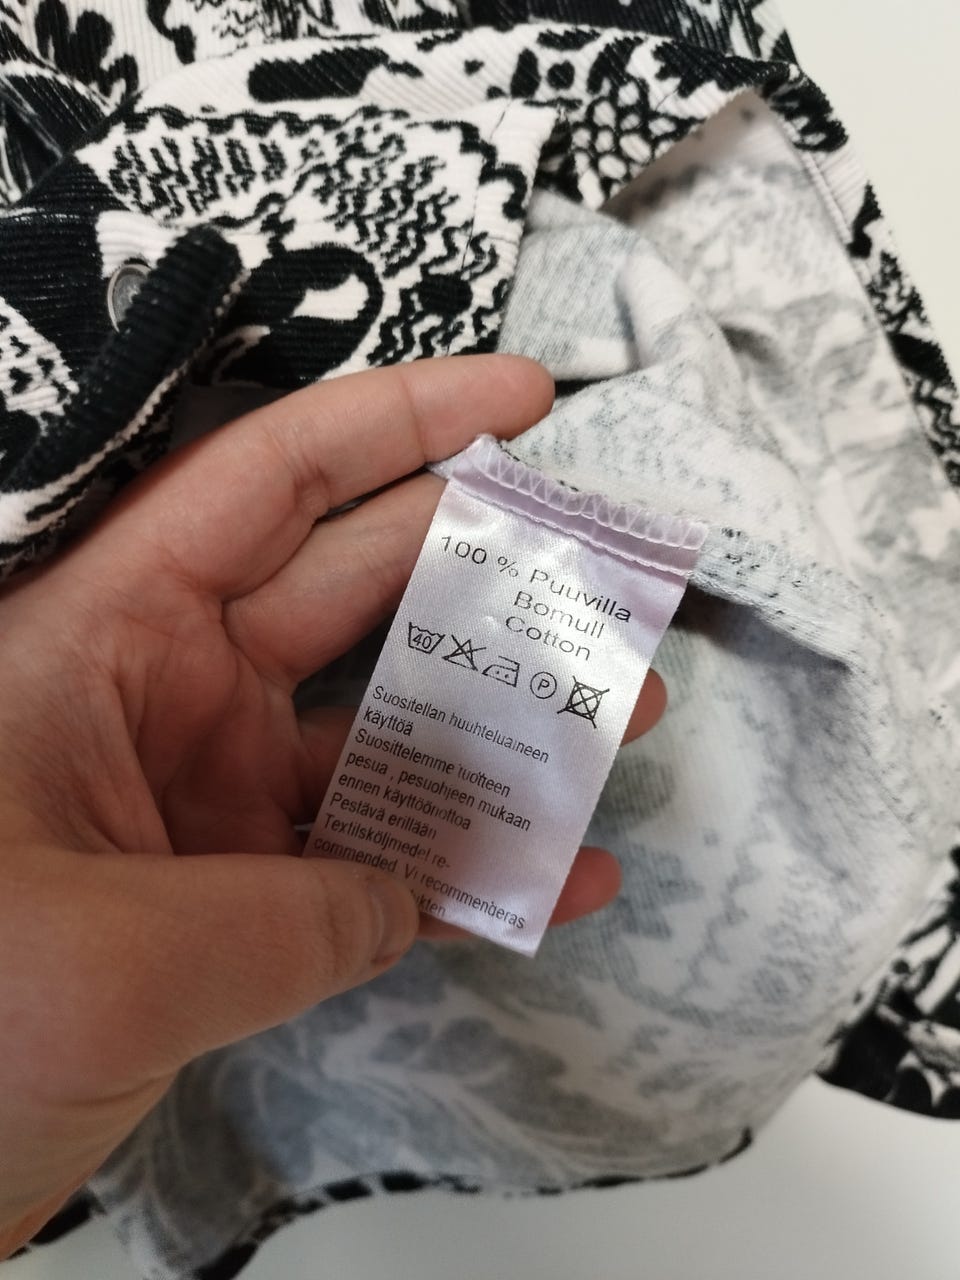 100 % Puuvilla
Bomull
Cotton
40 P
Suositellan huuhteluaineen
käyttöä
Suosittelemme tuotteen
pesua , pesuohjeen mukaan
ennen käyttöönottoa
Pestävä erillään
Textilsköljmedel re-
commended. Vi recommenderas